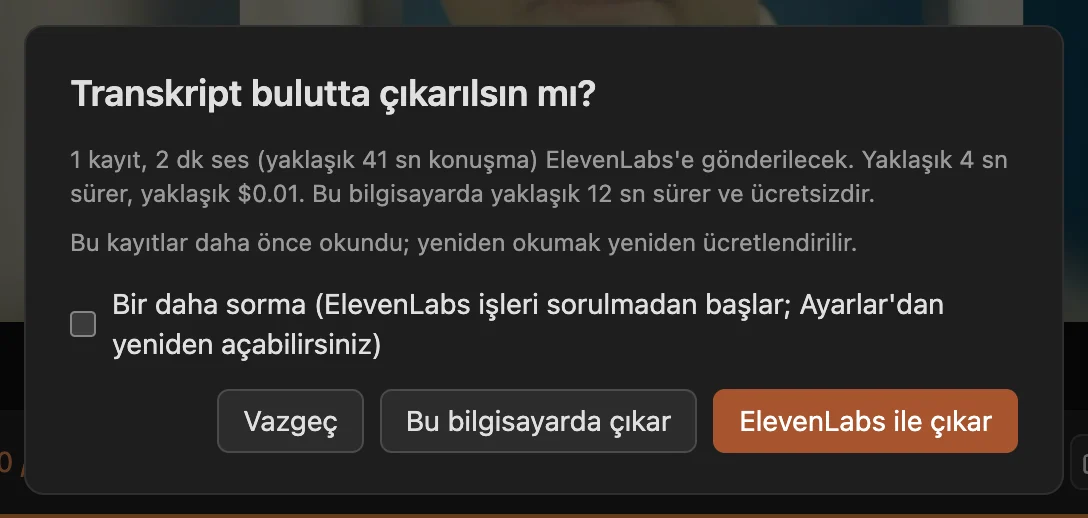 Transkript bulutta çıkarılsın mı?
1 kayıt, 2 dk ses (yaklaşık 41 sn konuşma) ElevenLabs'e gönderilecek. Yaklaşık 4 sn
sürer, yaklaşık $0.01. Bu bilgisayarda yaklaşık 12 sn sürer ve ücretsizdir.
Bu kayıtlar daha önce okundu; yeniden okumak yeniden ücretlendirilir.
Bir daha sorma (ElevenLabs işleri sorulmadan başlar; Ayarlar'dan
yeniden açabilirsiniz)
Vazgeç
Bu bilgisayarda çıkar
ElevenLabs ile çıkar